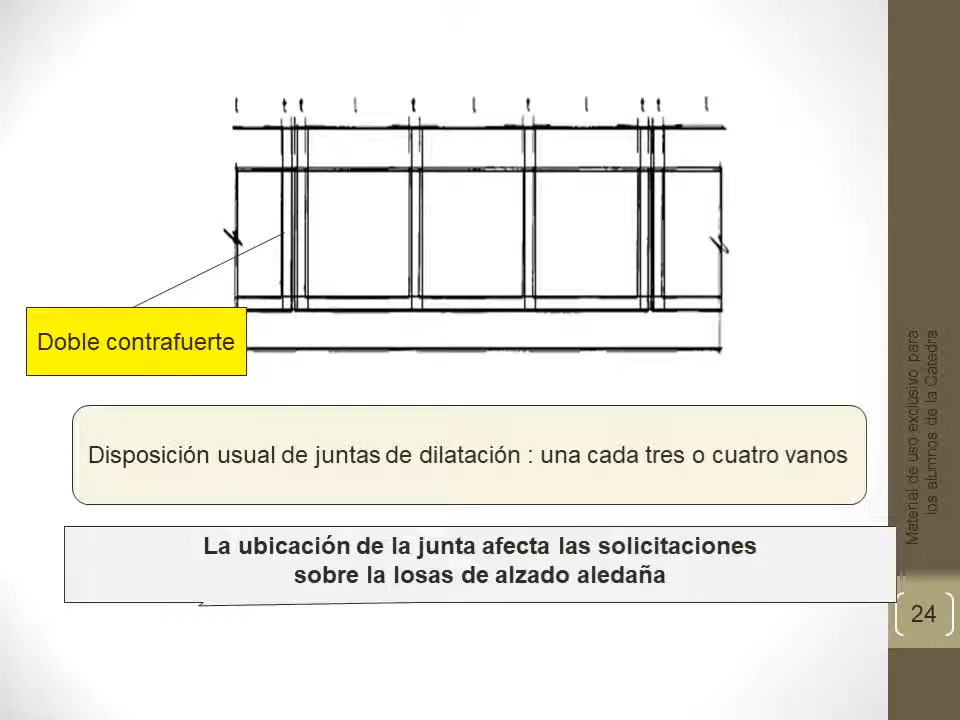 l t t l t l t l t t l
Doble contrafuerte
Disposición usual de juntas de dilatación : una cada tres o cuatro vanos
La ubicación de la junta afecta las solicitaciones
sobre la losas de alzado aledaña
Material de uso exclusivo para
los alumnos de la Catedra
24